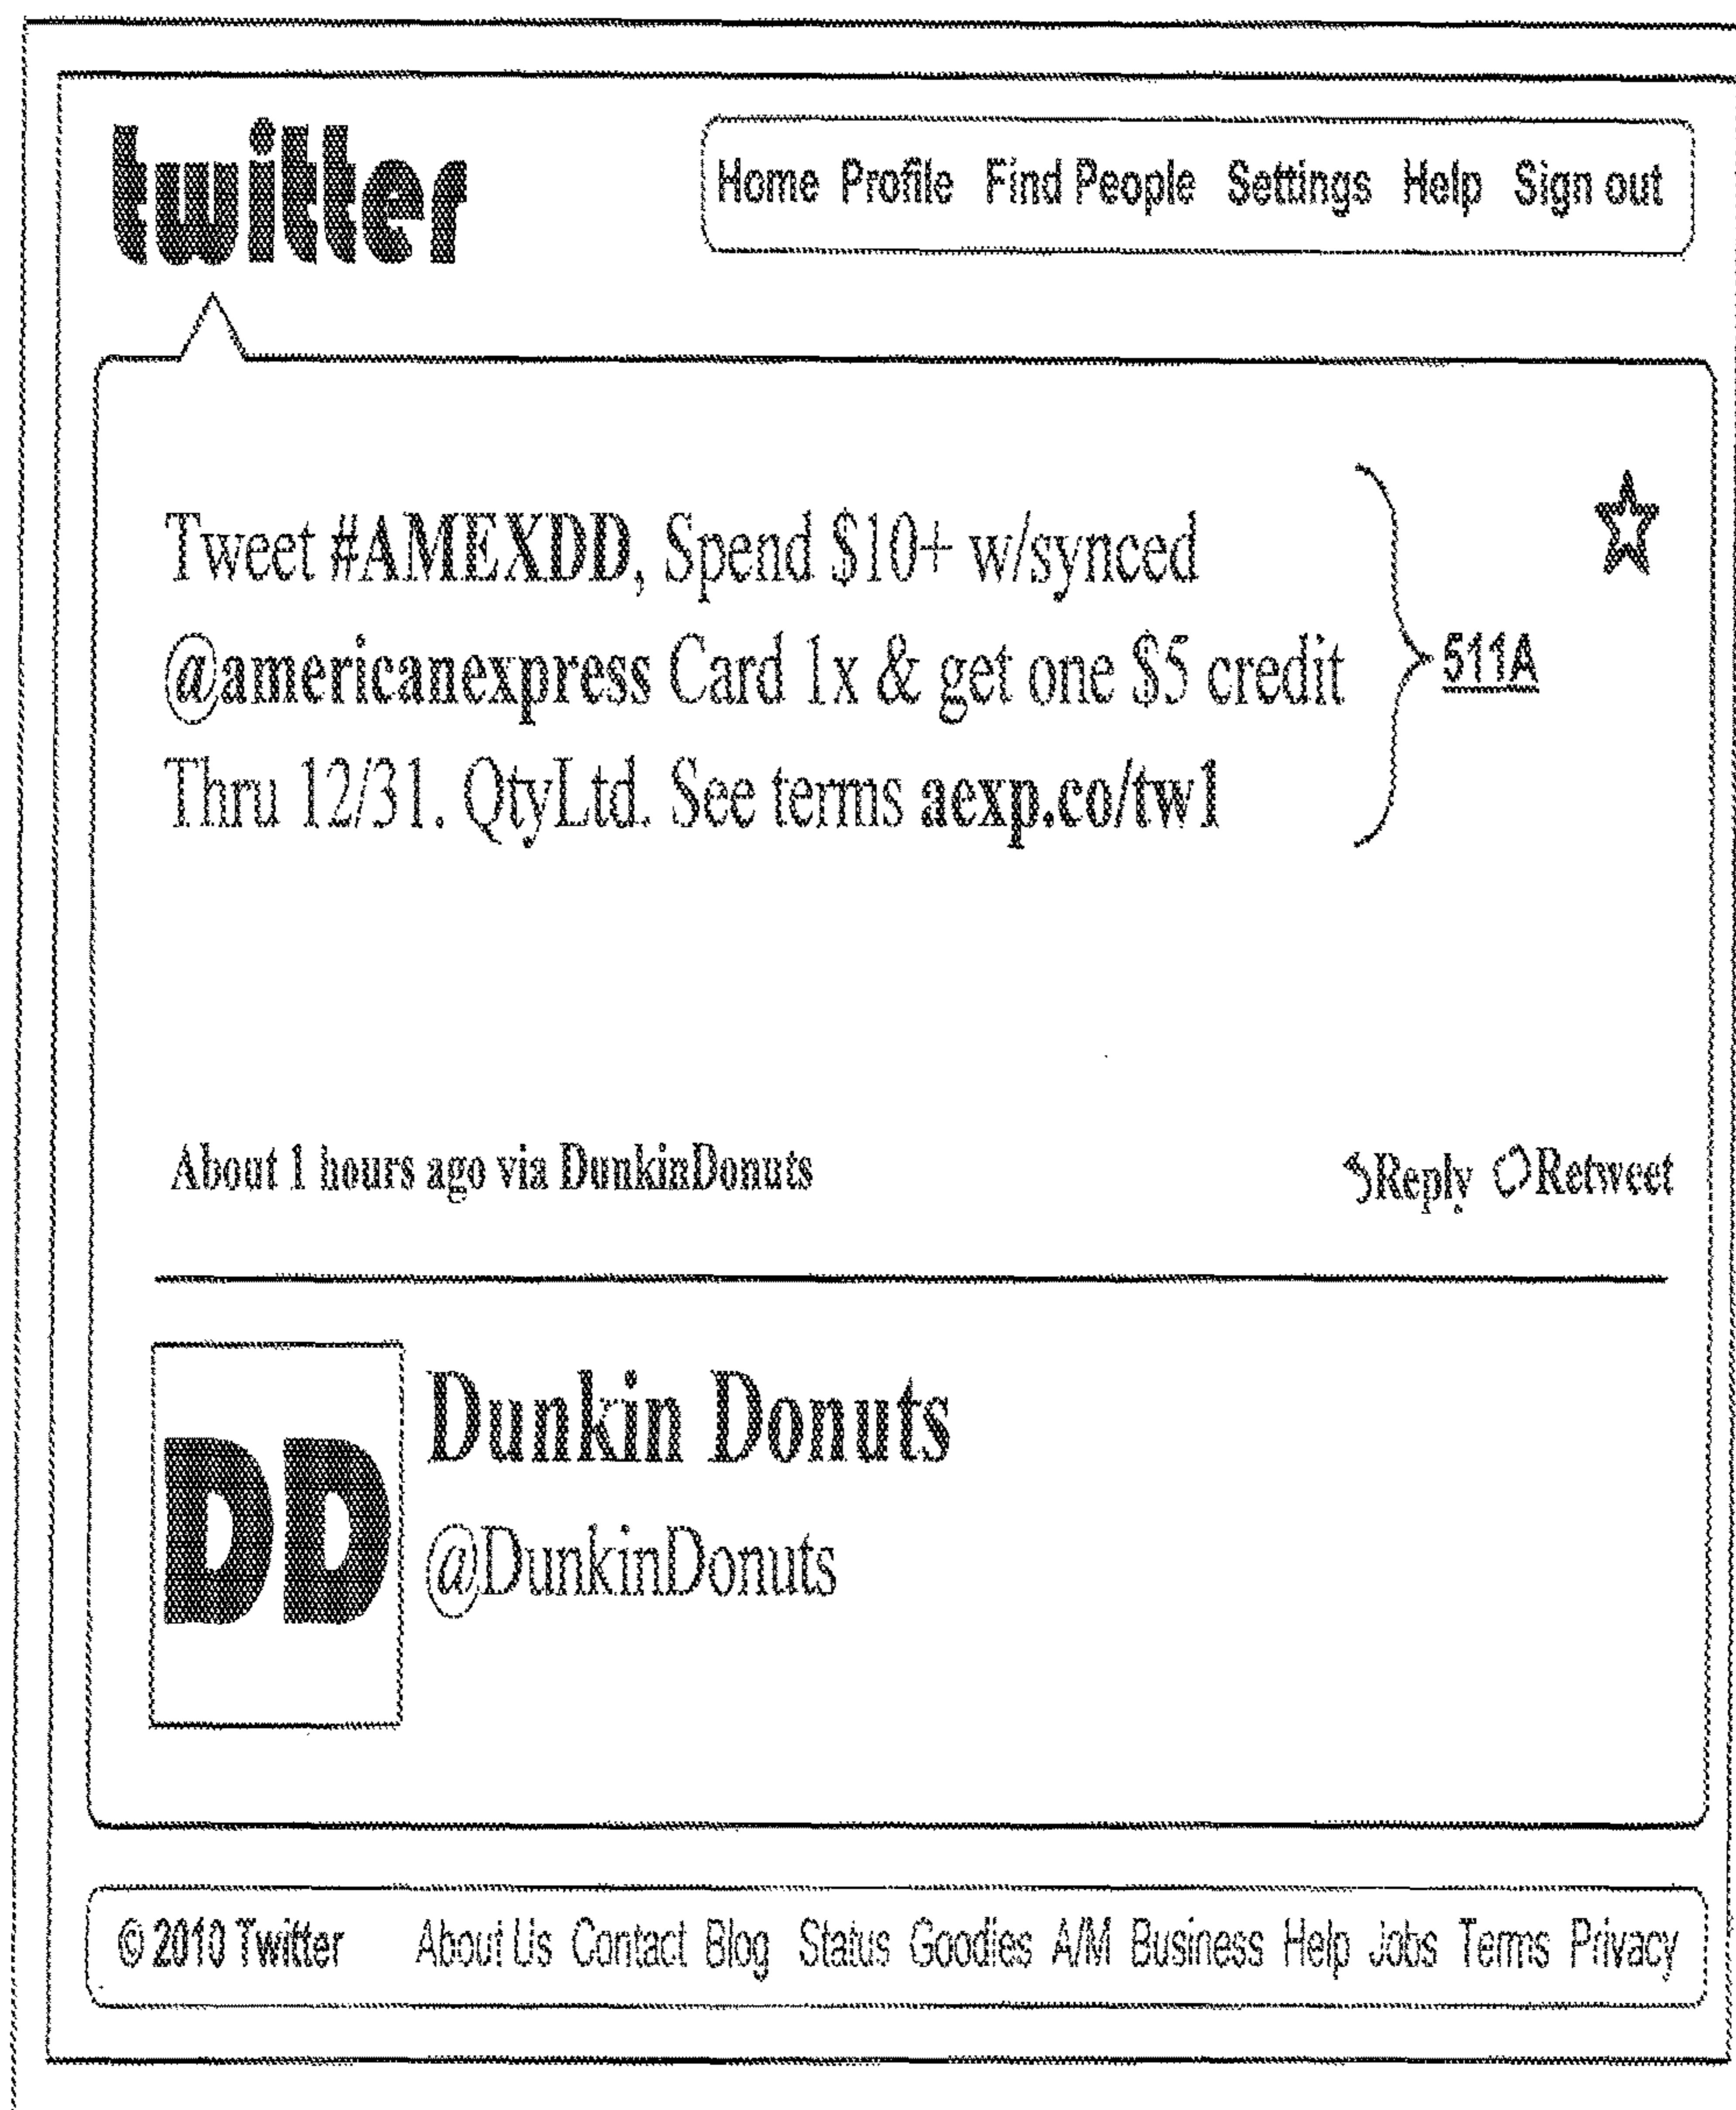 twitter
Home Profile Find People Settings Help Sign out
Tweet #AMEXDD, Spend $10+ w/synced
@americanexpress Card 1x & get one $5 credit
Thru 12/31. QtyLtd. See terms aexp.co/tw1
511A
About 1 hours ago via DunkinDonuts
Reply Retweet
DD
Dunkin Donuts
@DunkinDonuts
© 2010 Twitter About Us Contact Blog Status Goodies A/M Business Help Jobs Terms Privacy